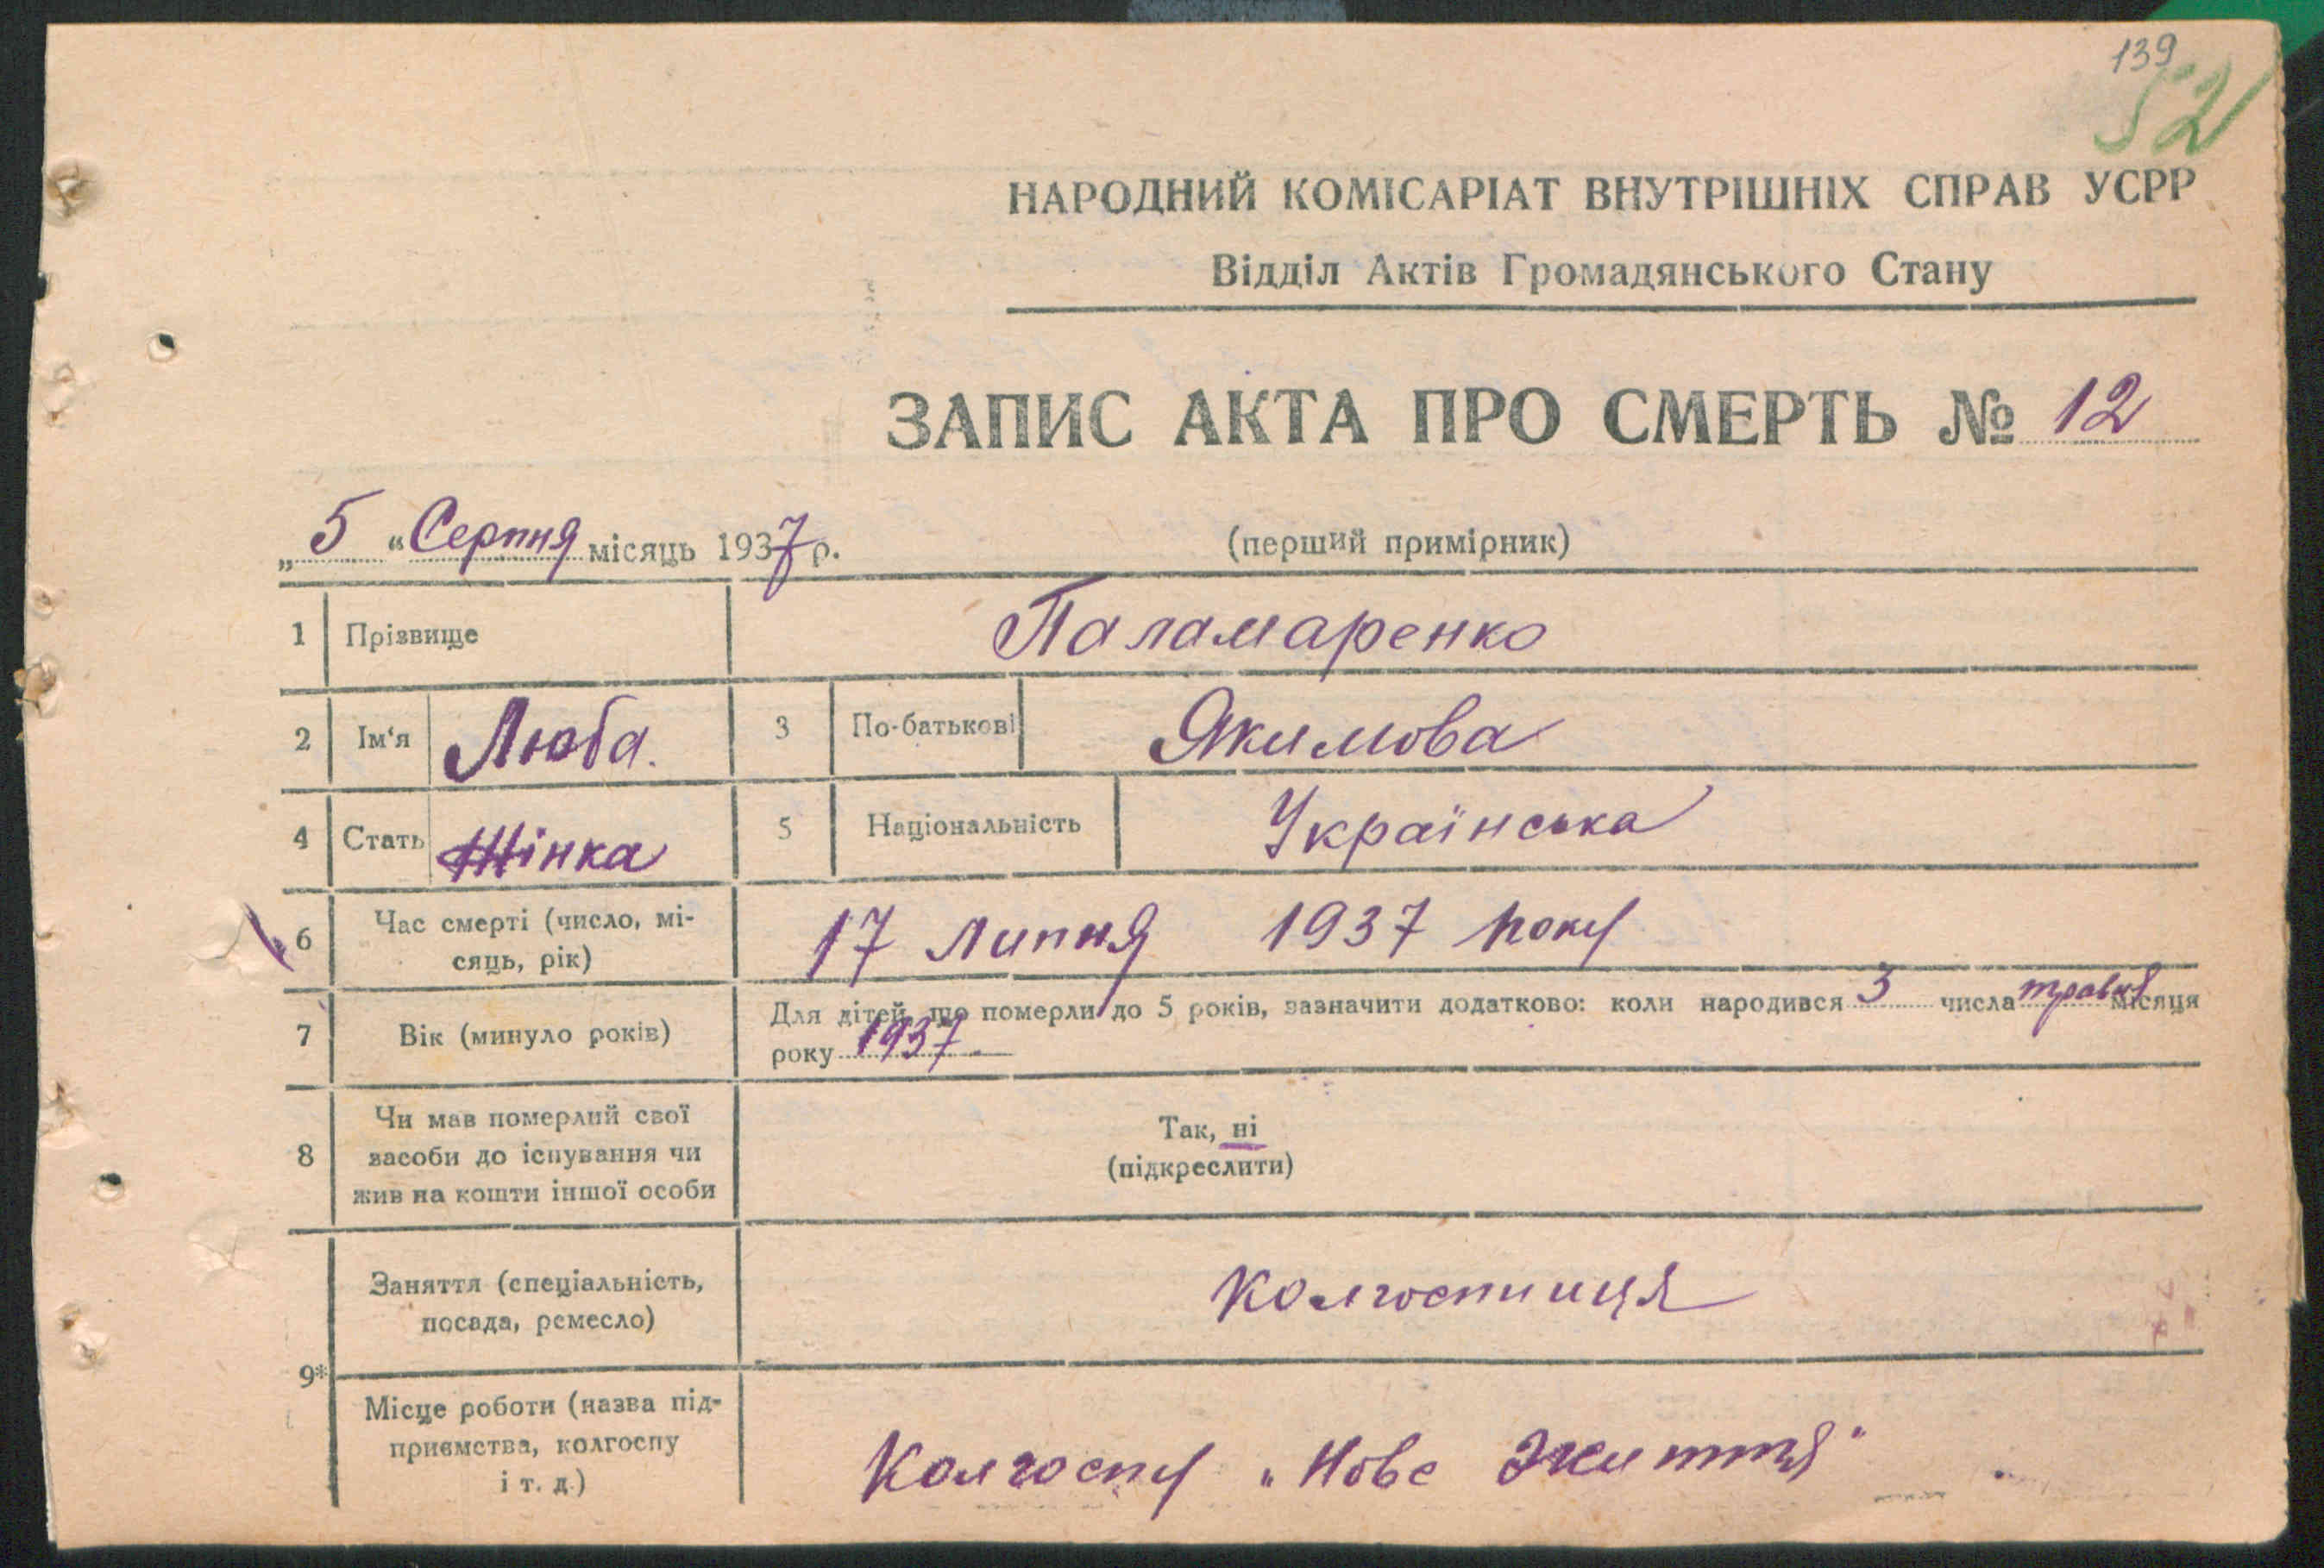 139
52
НАРОДНИЙ КОМІСАРІАТ ВНУТРІШНІХ СПРАВ УСРР
Відділ Актів Громадянського Стану
ЗАПИС АКТА ПРО СМЕРТЬ № 12
„5“ Серпня місяць 1937 р.
(перший примірник)
1 Прізвище Паламаренко
2 Ім‘я Люба. 3 По-батькові Якимова
4 Стать Жінка 5 Національність Українська
6 Час смерті (число, мі-
сяць, рік)
17 Липня 1937 року
7 Вік (минуло років)
Для дітей, що померли до 5 років, зазначити додатково: коли народився 3 числа травня місяця
року 1937.
8 Чи мав померлий свої
засоби до існування чи
жив на кошти іншої особи
Так, ні
(підкреслити)
9*
Заняття (спеціальність,
посада, ремесло)
Колгоспниця
Місце роботи (назва під-
приємства, колгоспу
і т. д.)
Колгоспу „Нове Життя“